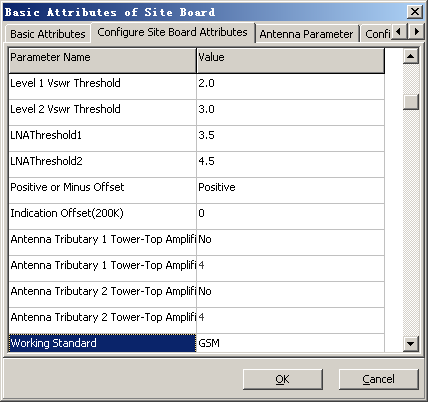 Basic Attributes of Site Board
Basic Attributes Configure Site Board Attributes Antenna Parameter Confi
Parameter Name Value
Level 1 Vswr Threshold 2.0
Level 2 Vswr Threshold 3.0
LNAThreshold1 3.5
LNAThreshold2 4.5
Positive or Minus Offset Positive
Indication Offset(200K) 0
Antenna Tributary 1 Tower-Top Amplifi No
Antenna Tributary 1 Tower-Top Amplifi 4
Antenna Tributary 2 Tower-Top Amplifi No
Antenna Tributary 2 Tower-Top Amplifi 4
Working Standard GSM
OK Cancel